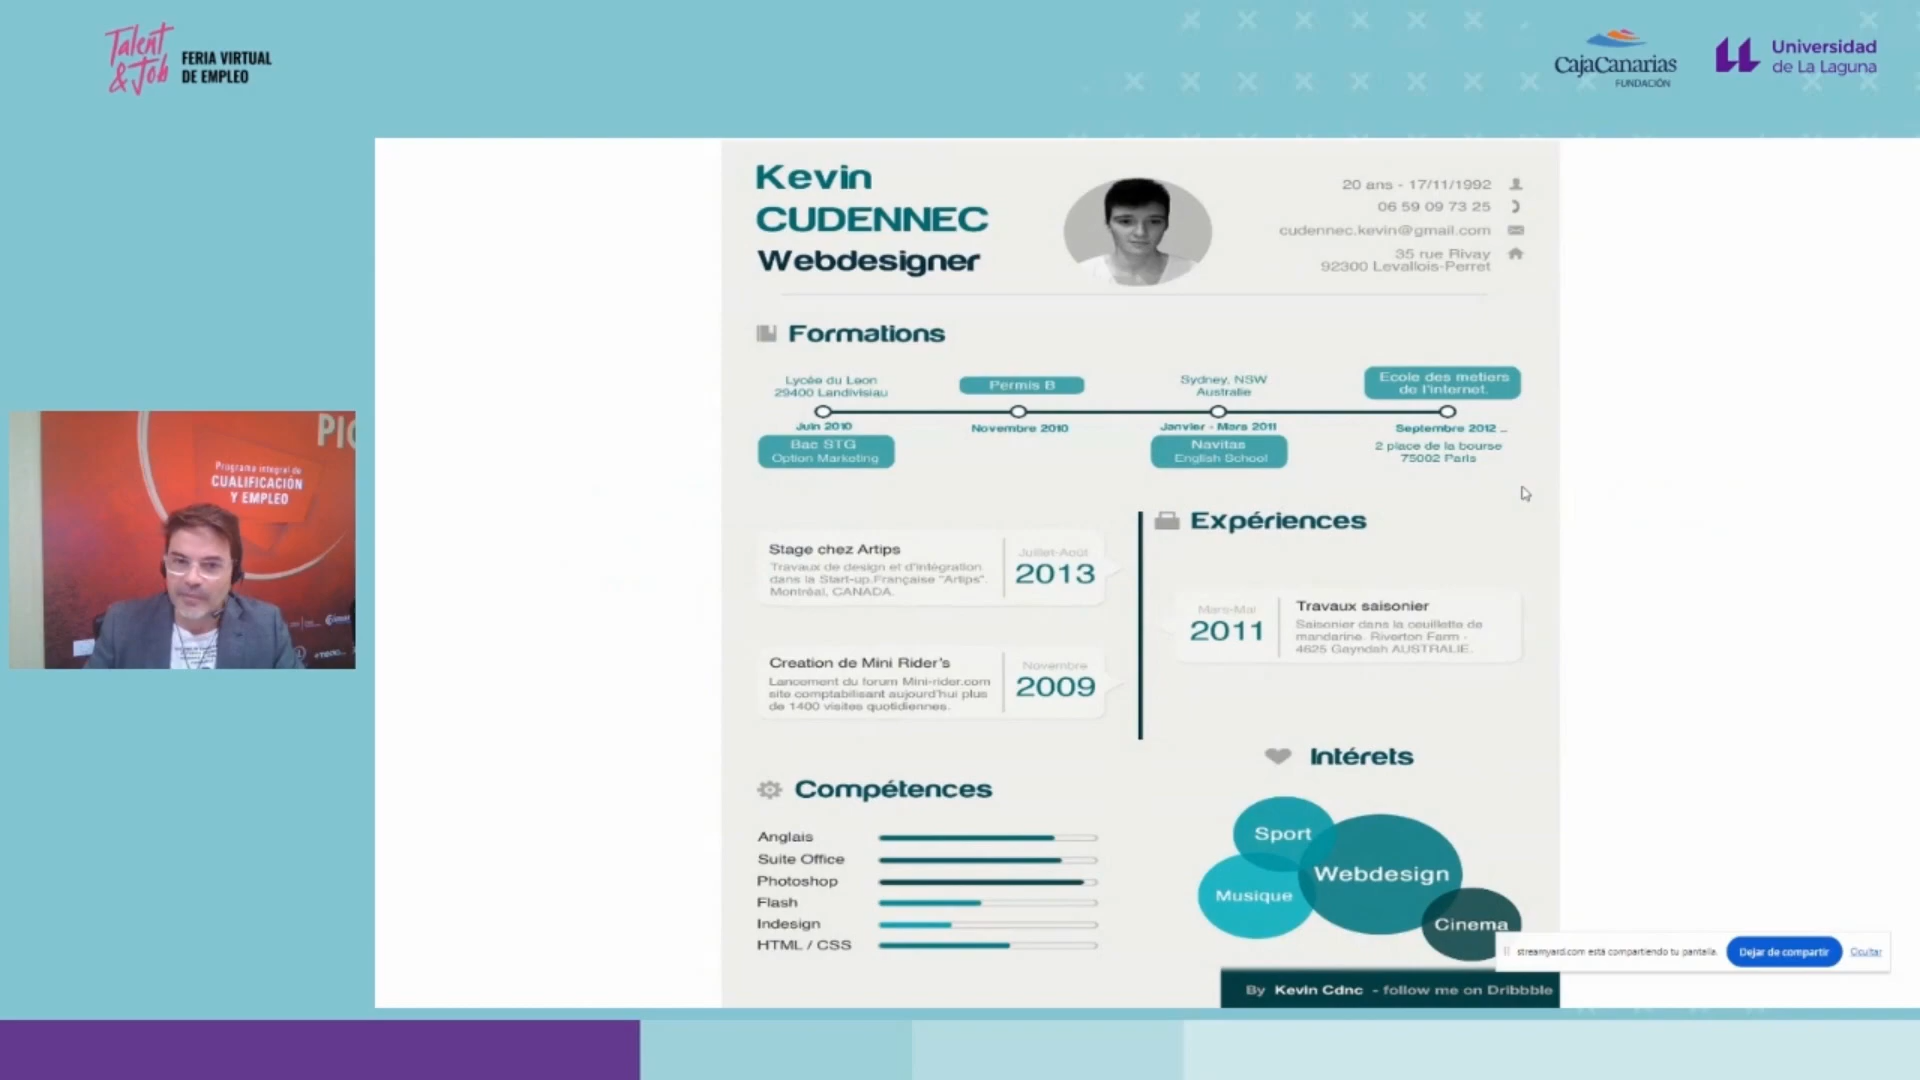 Talent
&Job
FERIA VIRTUAL
DE EMPLEO
CajaCanarias
FUNDACIÓN
Universidad
de La Laguna
Programa integral de
CUALIFICACIÓN
Y EMPLEO
Kevin
CUDENNEC
Webdesigner
20 ans - 17/11/1992
06 59 09 73 25
cudennec.kevin@gmail.com
35 rue Rivay
92300 Levallois-Perret
Formations
Lycée du Leon
29400 Landivisiau
Juin 2010
Bac STG
Option Marketing
Permis B
Novembre 2010
Sydney, NSW
Australie
Janvier - Mars 2011
Navitas
English School
Ecole des metiers
de l'internet.
Septembre 2012 ...
2 place de la bourse
75002 Paris
Expériences
Stage chez Artips
Travaux de design et d'intégration
dans la Start-up Française "Artips".
Montréal, CANADA.
Juillet-Août
2013
Mars-Mai
2011
Travaux saisonier
Saisonier dans la ceuillette de
mandarine. Riverton Farm -
4625 Gayndah AUSTRALIE.
Creation de Mini Rider's
Lancement du forum Mini-rider.com
site comptabilisant aujourd'hui plus
de 1400 visites quotidiennes.
Novembre
2009
Compétences
Anglais
Suite Office
Photoshop
Flash
Indesign
HTML / CSS
Intérets
Sport
Webdesign
Musique
Cinema
By Kevin Cdnc - follow me on Dribbble
streamyard.com está compartiendo tu pantalla.
Dejar de compartir
Ocultar